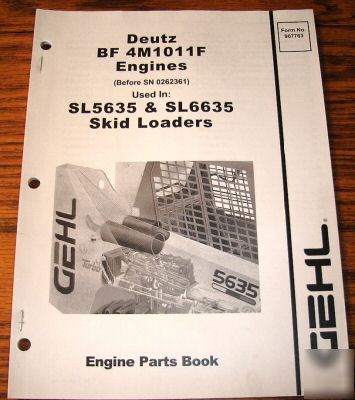 Deutz
BF 4M1011F
Engines
(Before SN 0262361)
Used In:
SL5635 & SL6635
Skid Loaders
Form No.
907763
GEHL
Turbo
5635
GEHL
Engine Parts Book